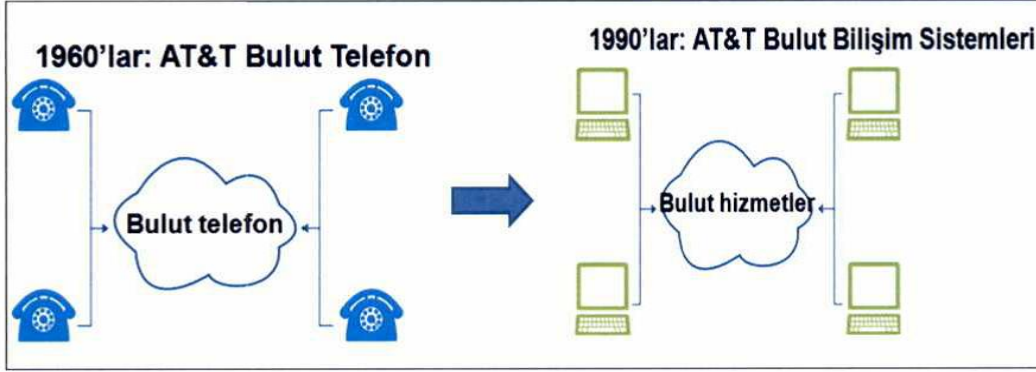 1960’lar: AT&T Bulut Telefon
Bulut telefon
1990’lar: AT&T Bulut Bilişim Sistemleri
Bulut hizmetler